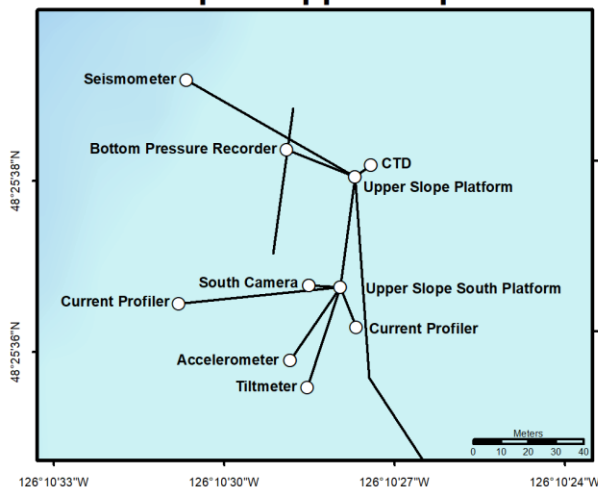 Seismometer
Bottom Pressure Recorder
CTD
Upper Slope Platform
South Camera
Upper Slope South Platform
Current Profiler
Current Profiler
Accelerometer
Tiltmeter
48°25'38"N
48°25'36"N
Meters
0 10 20 30 40
126°10'33"W 126°10'30"W 126°10'27"W 126°10'24"W